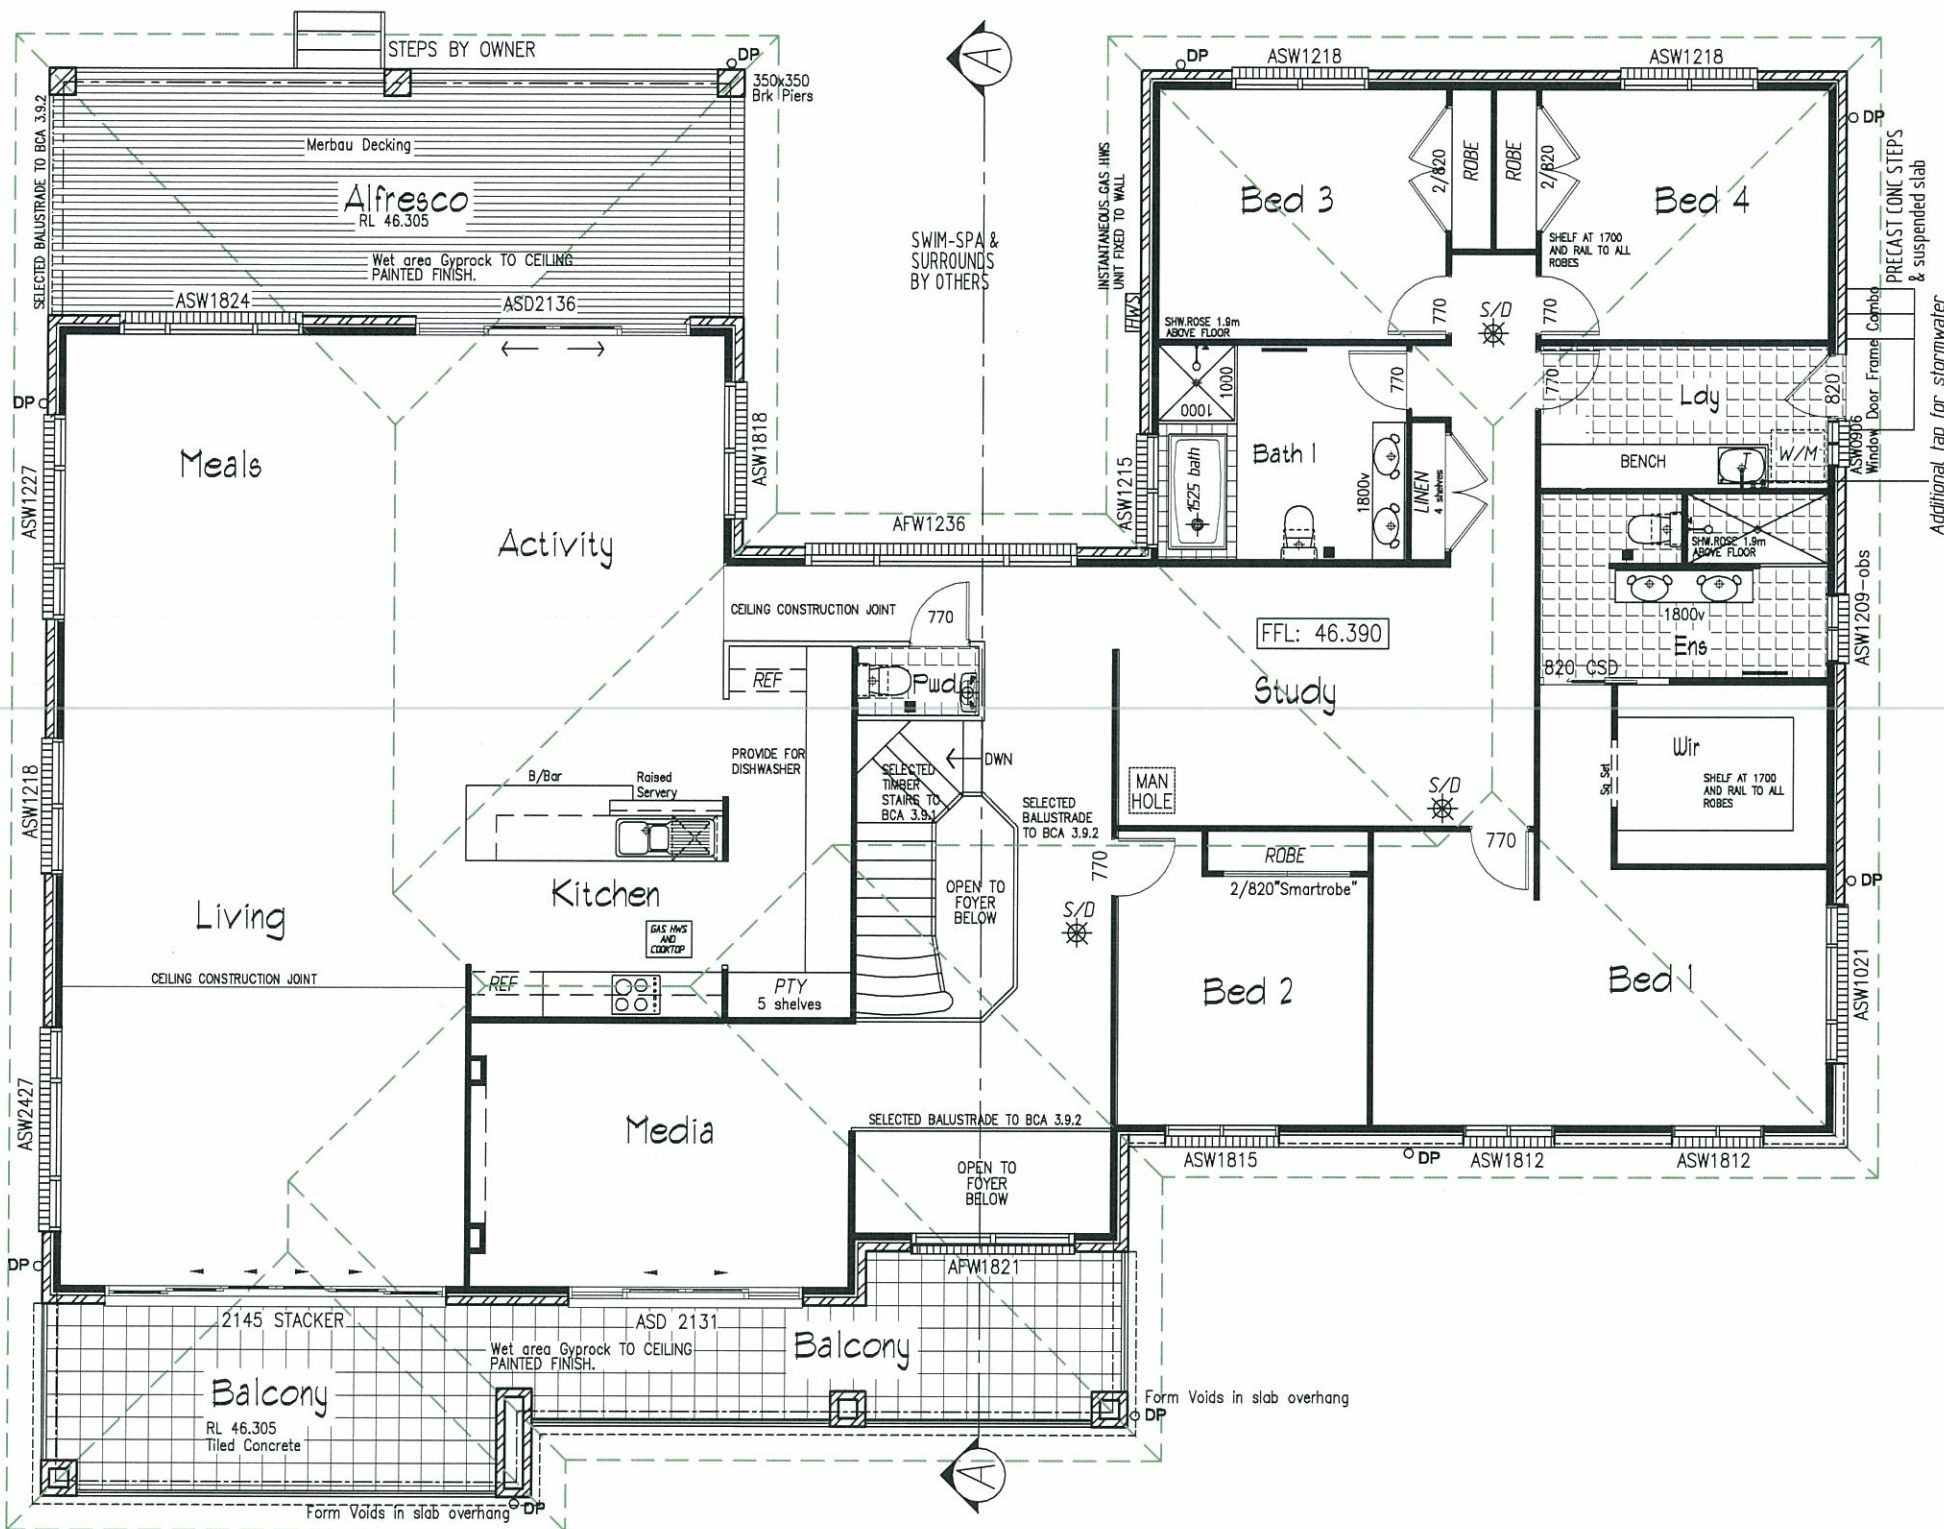 STEPS BY OWNER
DP
350x350
Brk Piers
SELECTED BALUSTRADE TO BCA 3.9.2
Merbau Decking
Alfresco
RL 46.305
Wet area Gyprock TO CEILING
PAINTED FINISH.
ASW1824
ASD2136
A
SWIM-SPA &
SURROUNDS
BY OTHERS
INSTANTANEOUS GAS HWS
UNIT FIXED TO WALL
HWS
DP
ASW1218
ASW1218
DP
Bed 3
2/820
ROBE
ROBE
2/820
Bed 4
SHELF AT 1700
AND RAIL TO ALL
ROBES
PRECAST CONC STEPS
& suspended slab
SHW.ROSE 1.9m
ABOVE FLOOR
770
S/D
770
1000
1000
770
770
Ldy
820
Window Door Frame Combo
ASW0906
Additional tap for stormwater
DP
Meals
ASW1227
Activity
ASW1818
AFW1236
ASW1215
1525 bath
Bath 1
1800v
LINEN
4 shelves
BENCH
W/M
SHW.ROSE 1.9m
ABOVE FLOOR
1800v
Ens
ASW1209-obs
820 CSD
CEILING CONSTRUCTION JOINT
770
FFL: 46.390
REF
Pwd
Study
Wir
Sq Set
SHELF AT 1700
AND RAIL TO ALL
ROBES
PROVIDE FOR
DISHWASHER
DWN
SELECTED
TIMBER
STAIRS TO
BCA 3.9.1
MAN
HOLE
S/D
B/Bar
Raised
Servery
SELECTED
BALUSTRADE
TO BCA 3.9.2
ASW1218
770
ROBE
770
2/820"Smartrobe"
DP
Living
Kitchen
GAS HWS
AND
COOKTOP
OPEN TO
FOYER
BELOW
S/D
CEILING CONSTRUCTION JOINT
REF
PTY
5 shelves
Bed 2
Bed 1
ASW1021
ASW2427
Media
SELECTED BALUSTRADE TO BCA 3.9.2
OPEN TO
FOYER
BELOW
ASW1815
DP
ASW1812
ASW1812
DP
AFW1821
2145 STACKER
ASD 2131
Wet area Gyprock TO CEILING
PAINTED FINISH.
Balcony
Balcony
RL 46.305
Tiled Concrete
Form Voids in slab overhang
DP
A
Form Voids in slab overhang
DP